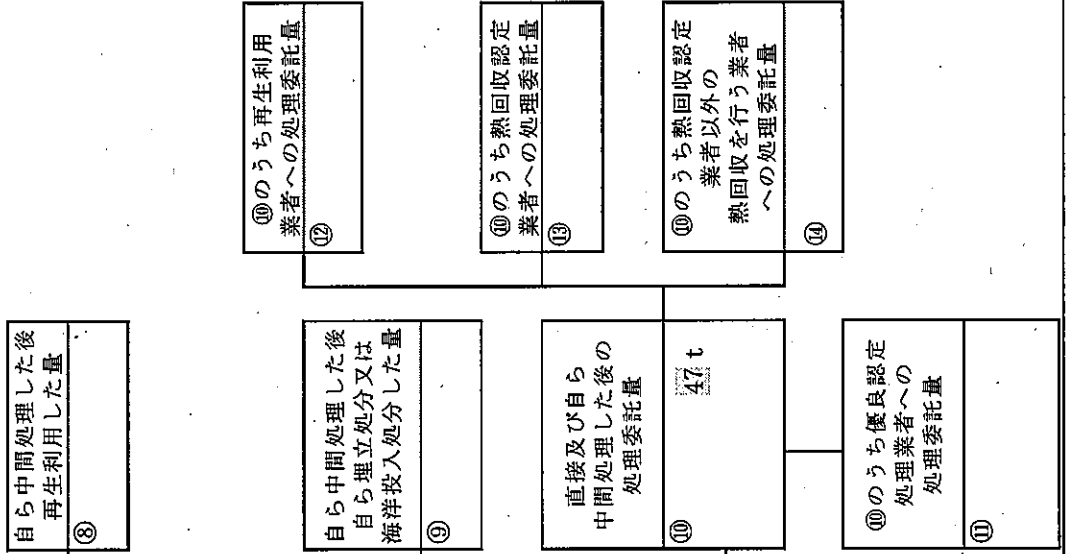 自ら中間処理した後
再生利用した量
⑧
自ら中間処理した後
自ら埋立処分又は
海洋投入処分した量
⑨
直接及び自ら
中間処理した後の
処理委託量
⑩
47 t
⑩のうち優良認定
処理業者への
処理委託量
⑪
⑩のうち再生利用
業者への処理委託量
⑫
⑩のうち熱回収認定
業者への処理委託量
⑬
⑩のうち熱回収認定
業者以外の
熱回収を行う業者
への処理委託量
⑭